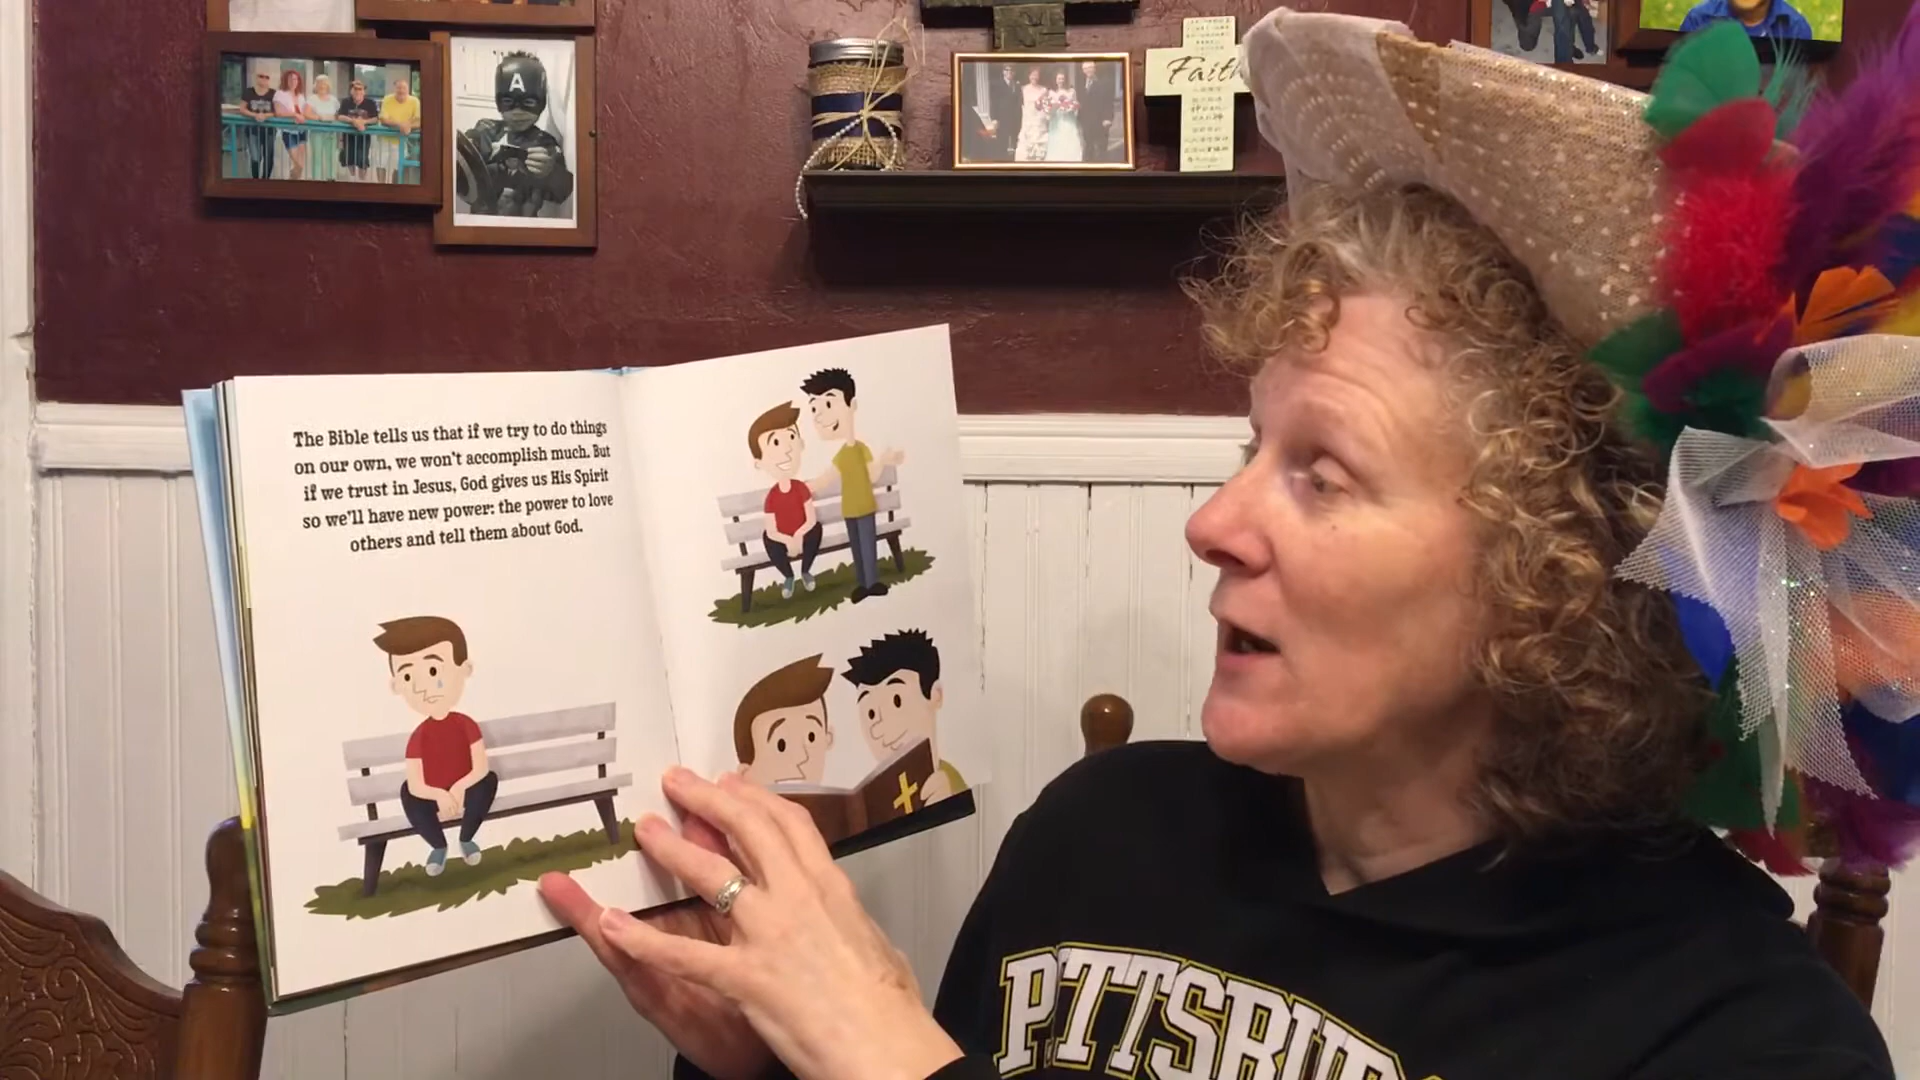 A
Faith
The Bible tells us that if we try to do things
on our own, we won't accomplish much. But
if we trust in Jesus, God gives us His Spirit
so we'll have new power: the power to love
others and tell them about God.